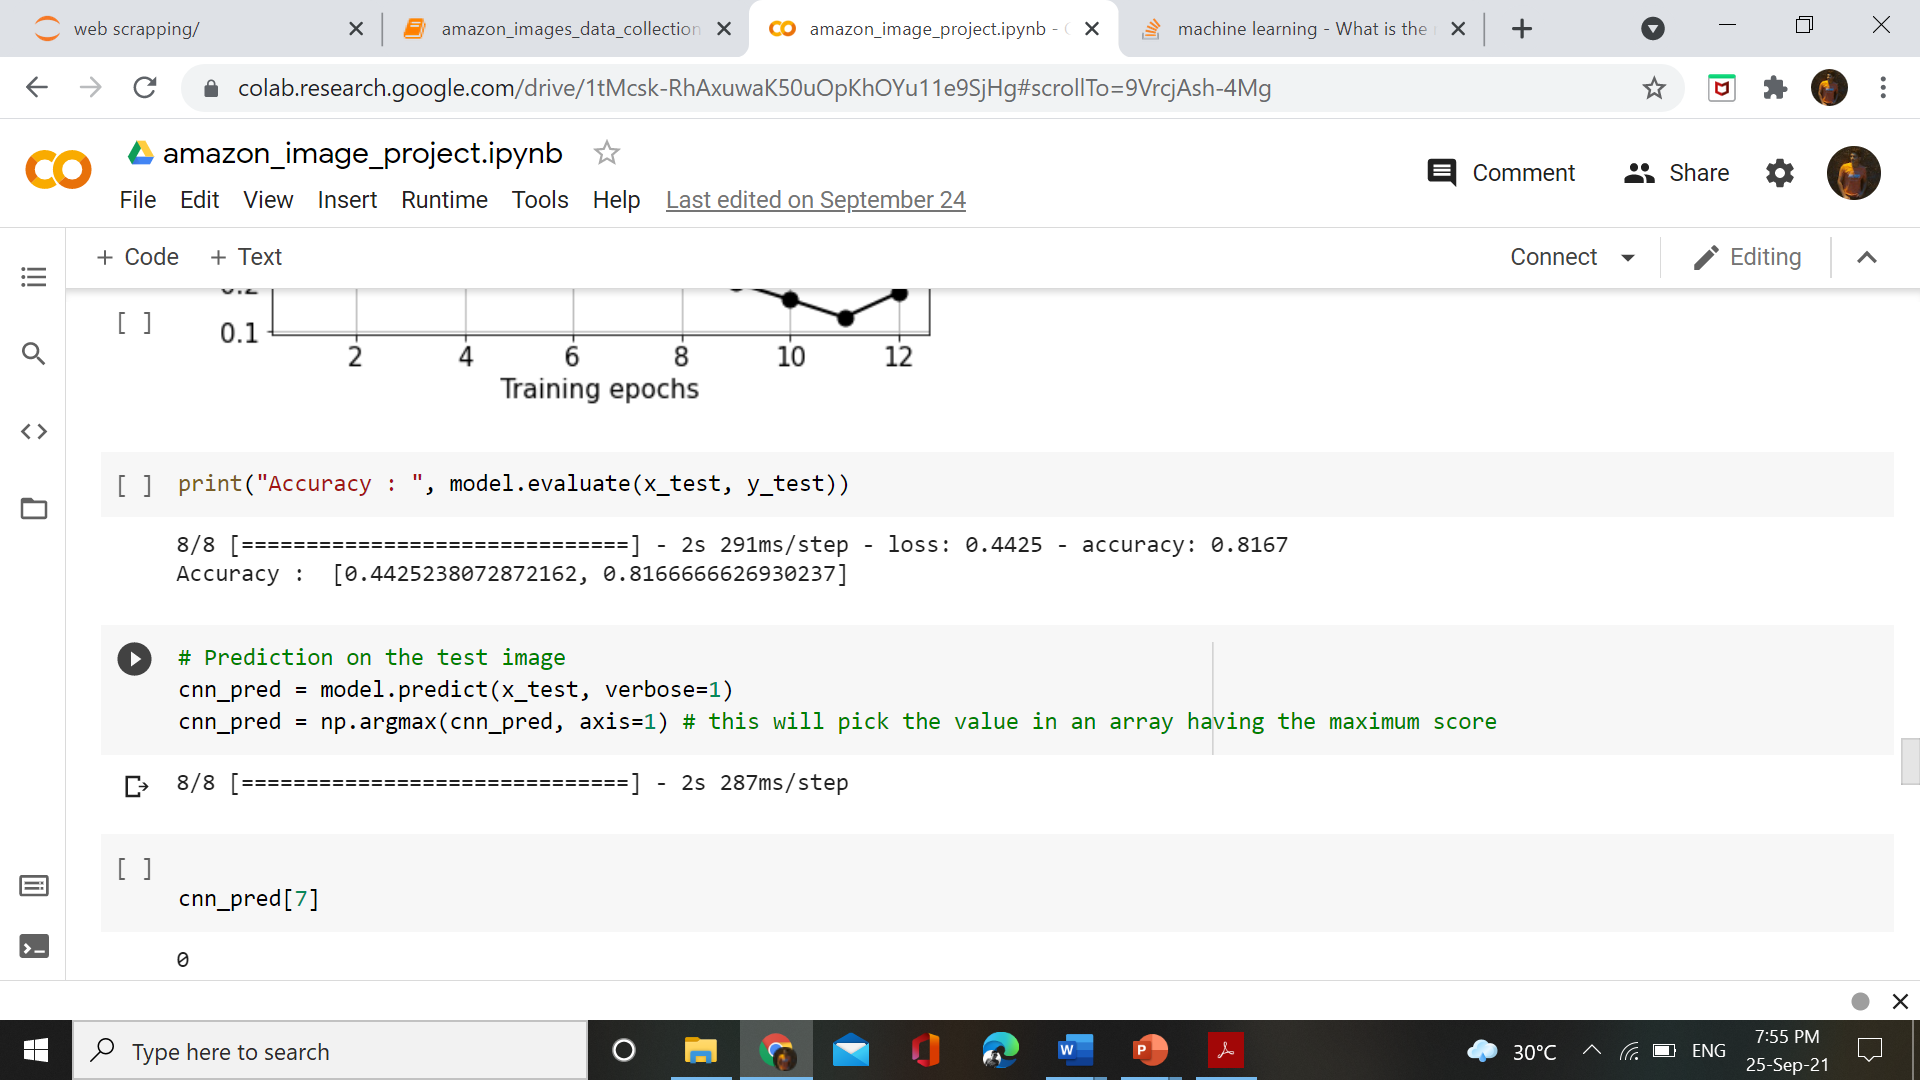 web scrapping/
amazon_images_data_collection
amazon_image_project.ipynb -
machine learning - What is the
colab.research.google.com/drive/1tMcsk-RhAxuwaK50uOpKhOYu11e9SjHg#scrollTo=9VrcjAsh-4Mg
amazon_image_project.ipynb
Comment
Share
File Edit View Insert Runtime Tools Help Last edited on September 24
+ Code + Text
Connect
Editing
[ ]
0.2
0.1
2 4 6 8 10 12
Training epochs
[ ] print("Accuracy : ", model.evaluate(x_test, y_test))
8/8 [==============================] - 2s 291ms/step - loss: 0.4425 - accuracy: 0.8167
Accuracy :  [0.4425238072872162, 0.8166666626930237]
# Prediction on the test image
cnn_pred = model.predict(x_test, verbose=1)
cnn_pred = np.argmax(cnn_pred, axis=1) # this will pick the value in an array having the maximum score
8/8 [==============================] - 2s 287ms/step
[ ]
cnn_pred[7]
0
Type here to search
30°C
ENG
7:55 PM
25-Sep-21